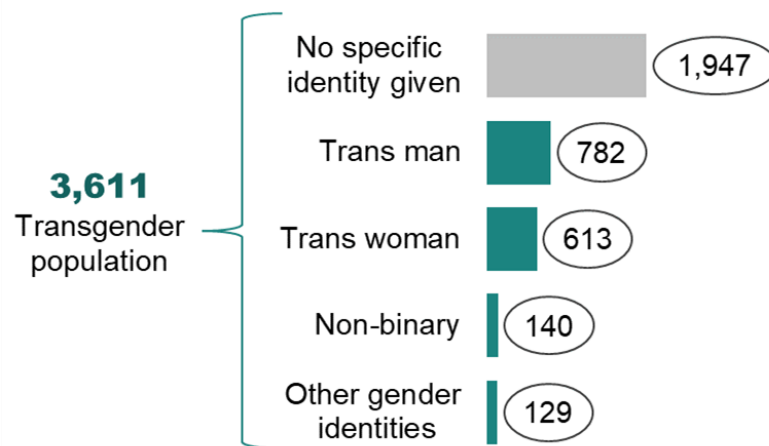 3,611
Transgender
population
No specific
identity given
1,947
Trans man
782
Trans woman
613
Non-binary
140
Other gender
identities
129